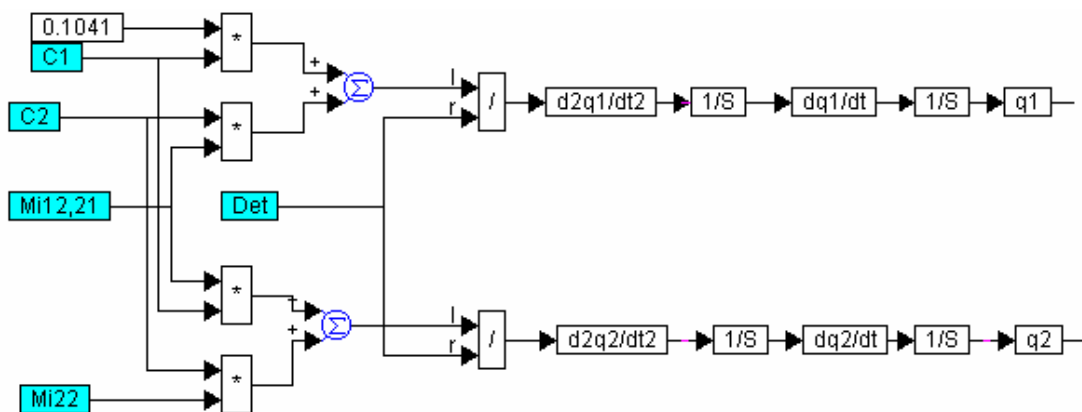 0.1041
*
+
C1
Σ
l
r
/
d2q1/dt2
1/S
dq1/dt
1/S
q1
+
C2
*
Mi12,21
Det
*
+
Σ
l
r
/
d2q2/dt2
1/S
dq2/dt
1/S
q2
+
*
Mi22